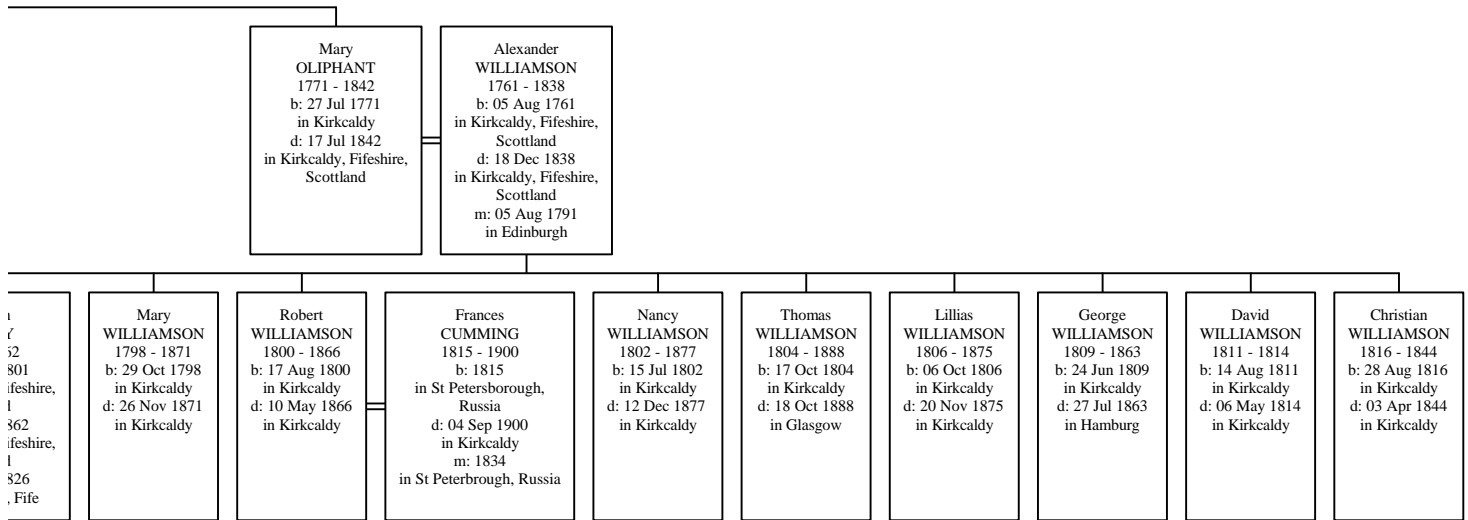 Mary
OLIPHANT
1771 - 1842
b: 27 Jul 1771
in Kirkcaldy
d: 17 Jul 1842
in Kirkcaldy, Fifeshire,
Scottland
Alexander
WILLIAMSON
1761 - 1838
b: 05 Aug 1761
in Kirkcaldy, Fifeshire,
Scottland
d: 18 Dec 1838
in Kirkcaldy, Fifeshire,
Scottland
m: 05 Aug 1791
in Edinburgh
, Fife
Mary
WILLIAMSON
1798 - 1871
b: 29 Oct 1798
in Kirkcaldy
d: 26 Nov 1871
in Kirkcaldy
Robert
WILLIAMSON
1800 - 1866
b: 17 Aug 1800
in Kirkcaldy
d: 10 May 1866
in Kirkcaldy
Frances
CUMMING
1815 - 1900
b: 1815
in St Petersborough,
Russia
d: 04 Sep 1900
in Kirkcaldy
m: 1834
in St Peterbrough, Russia
Nancy
WILLIAMSON
1802 - 1877
b: 15 Jul 1802
in Kirkcaldy
d: 12 Dec 1877
in Kirkcaldy
Thomas
WILLIAMSON
1804 - 1888
b: 17 Oct 1804
in Kirkcaldy
d: 18 Oct 1888
in Glasgow
Lillias
WILLIAMSON
1806 - 1875
b: 06 Oct 1806
in Kirkcaldy
d: 20 Nov 1875
in Kirkcaldy
George
WILLIAMSON
1809 - 1863
b: 24 Jun 1809
in Kirkcaldy
d: 27 Jul 1863
in Hamburg
David
WILLIAMSON
1811 - 1814
b: 14 Aug 1811
in Kirkcaldy
d: 06 May 1814
in Kirkcaldy
Christian
WILLIAMSON
1816 - 1844
b: 28 Aug 1816
in Kirkcaldy
d: 03 Apr 1844
in Kirkcaldy